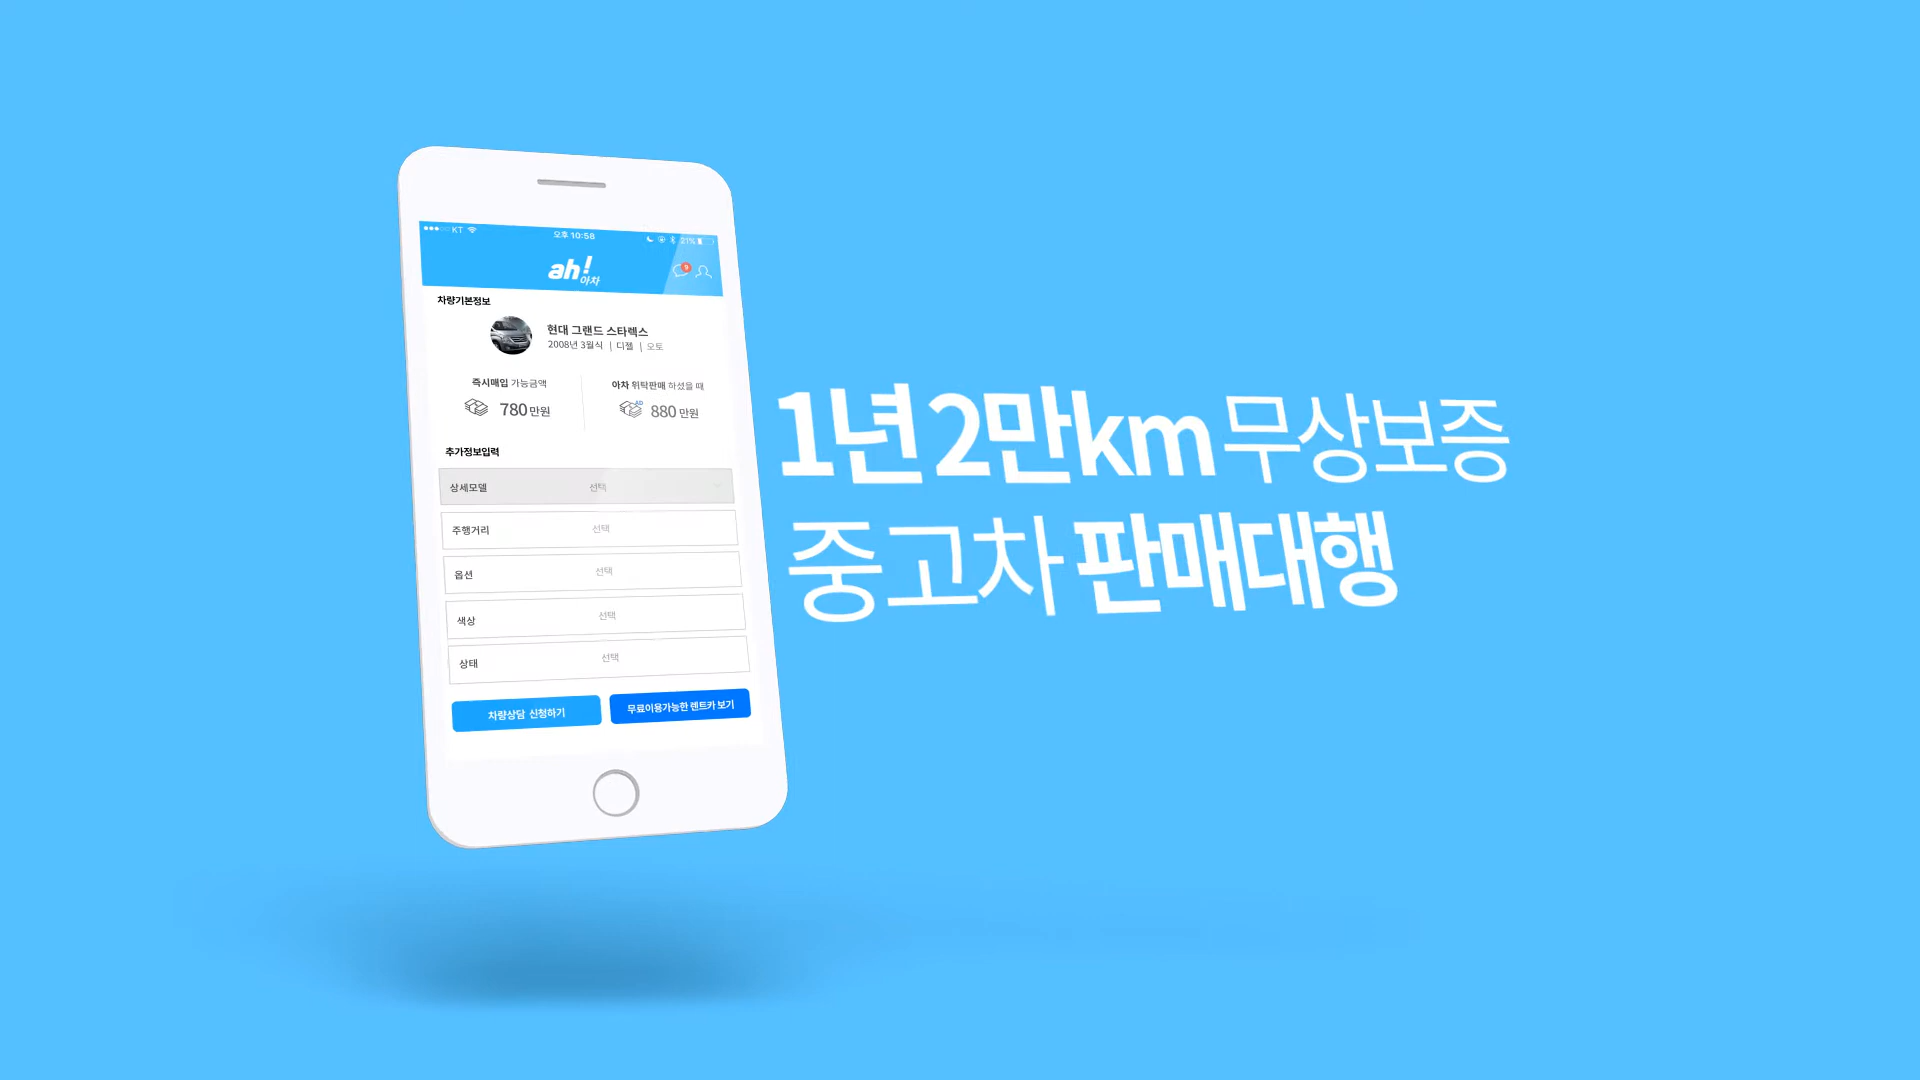 KT 오후 10:58 21%
ah!
아차
9
차량기본정보
현대 그랜드 스타렉스
2008년 3월식 | 디젤 | 오토
즉시매입 가능금액
780 만원
아차 위탁판매 하셨을 때
AD
880 만원
추가정보입력
상세모델 선택
주행거리 선택
옵션 선택
색상 선택
상태 선택
차량상담 신청하기
무료이용가능한 렌트카 보기
1년 2만km 무상보증
중고차 판매대행